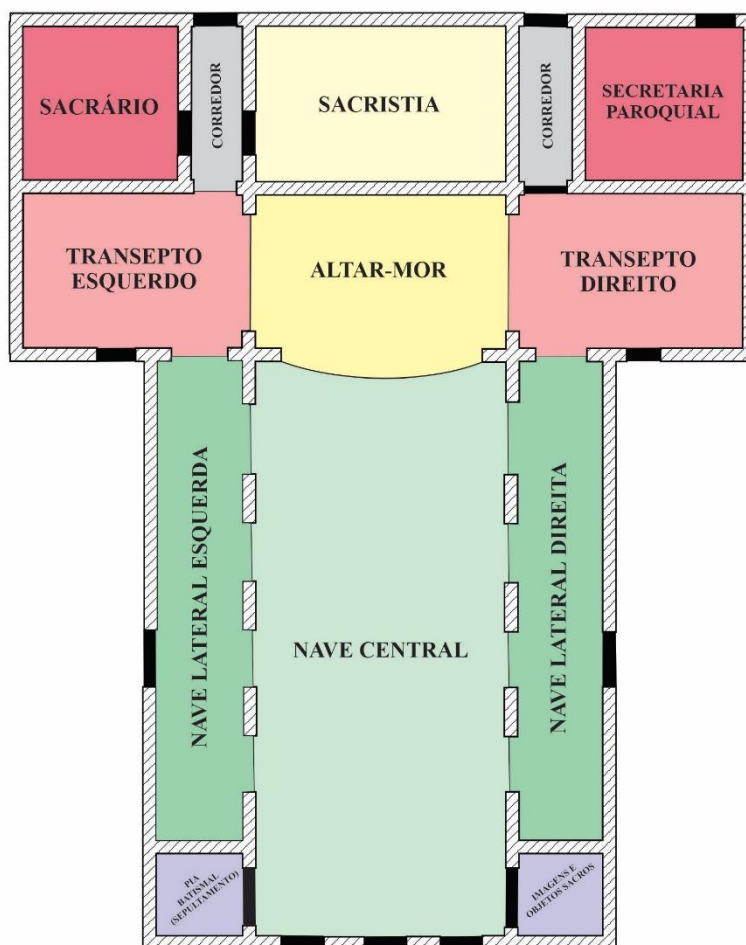 SACRÁRIO
CORREDOR
SACRISTIA
CORREDOR
SECRETARIA
PAROQUIAL
TRANSEPTO
ESQUERDO
ALTAR-MOR
TRANSEPTO
DIREITO
NAVE LATERAL ESQUERDA
NAVE CENTRAL
NAVE LATERAL DIREITA
PIA
BATISMAL
(SEPULTAMENTO)
IMAGENS E
OBJETOS SACROS